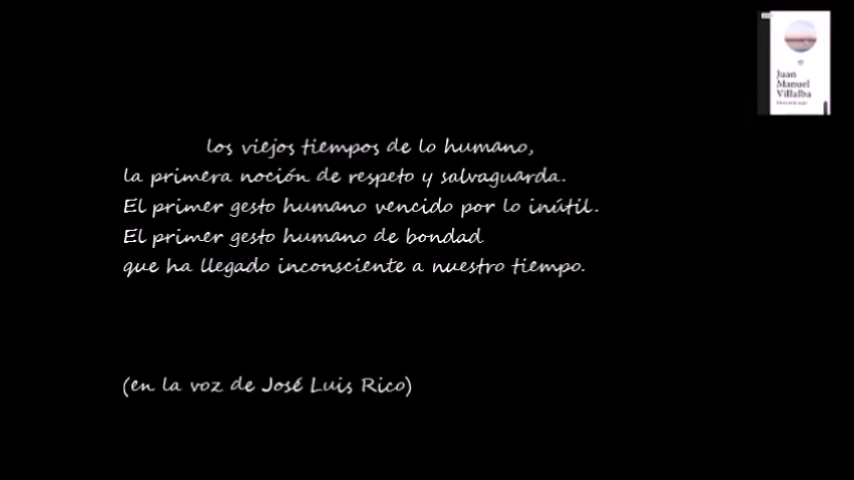 Juan
Manuel
Villalba
los viejos tiempos de lo humano,
la primera noción de respeto y salvaguarda.
El primer gesto humano vencido por lo inútil.
El primer gesto humano de bondad
que ha llegado inconsciente a nuestro tiempo.
(en la voz de José Luis Rico)